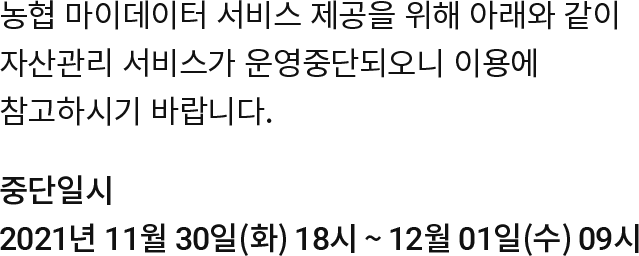 농협 마이데이터 서비스 제공을 위해 아래와 같이
자산관리 서비스가 운영중단되오니 이용에
참고하시기 바랍니다.
중단일시
2021년 11월 30일(화) 18시 ~ 12월 01일(수) 09시